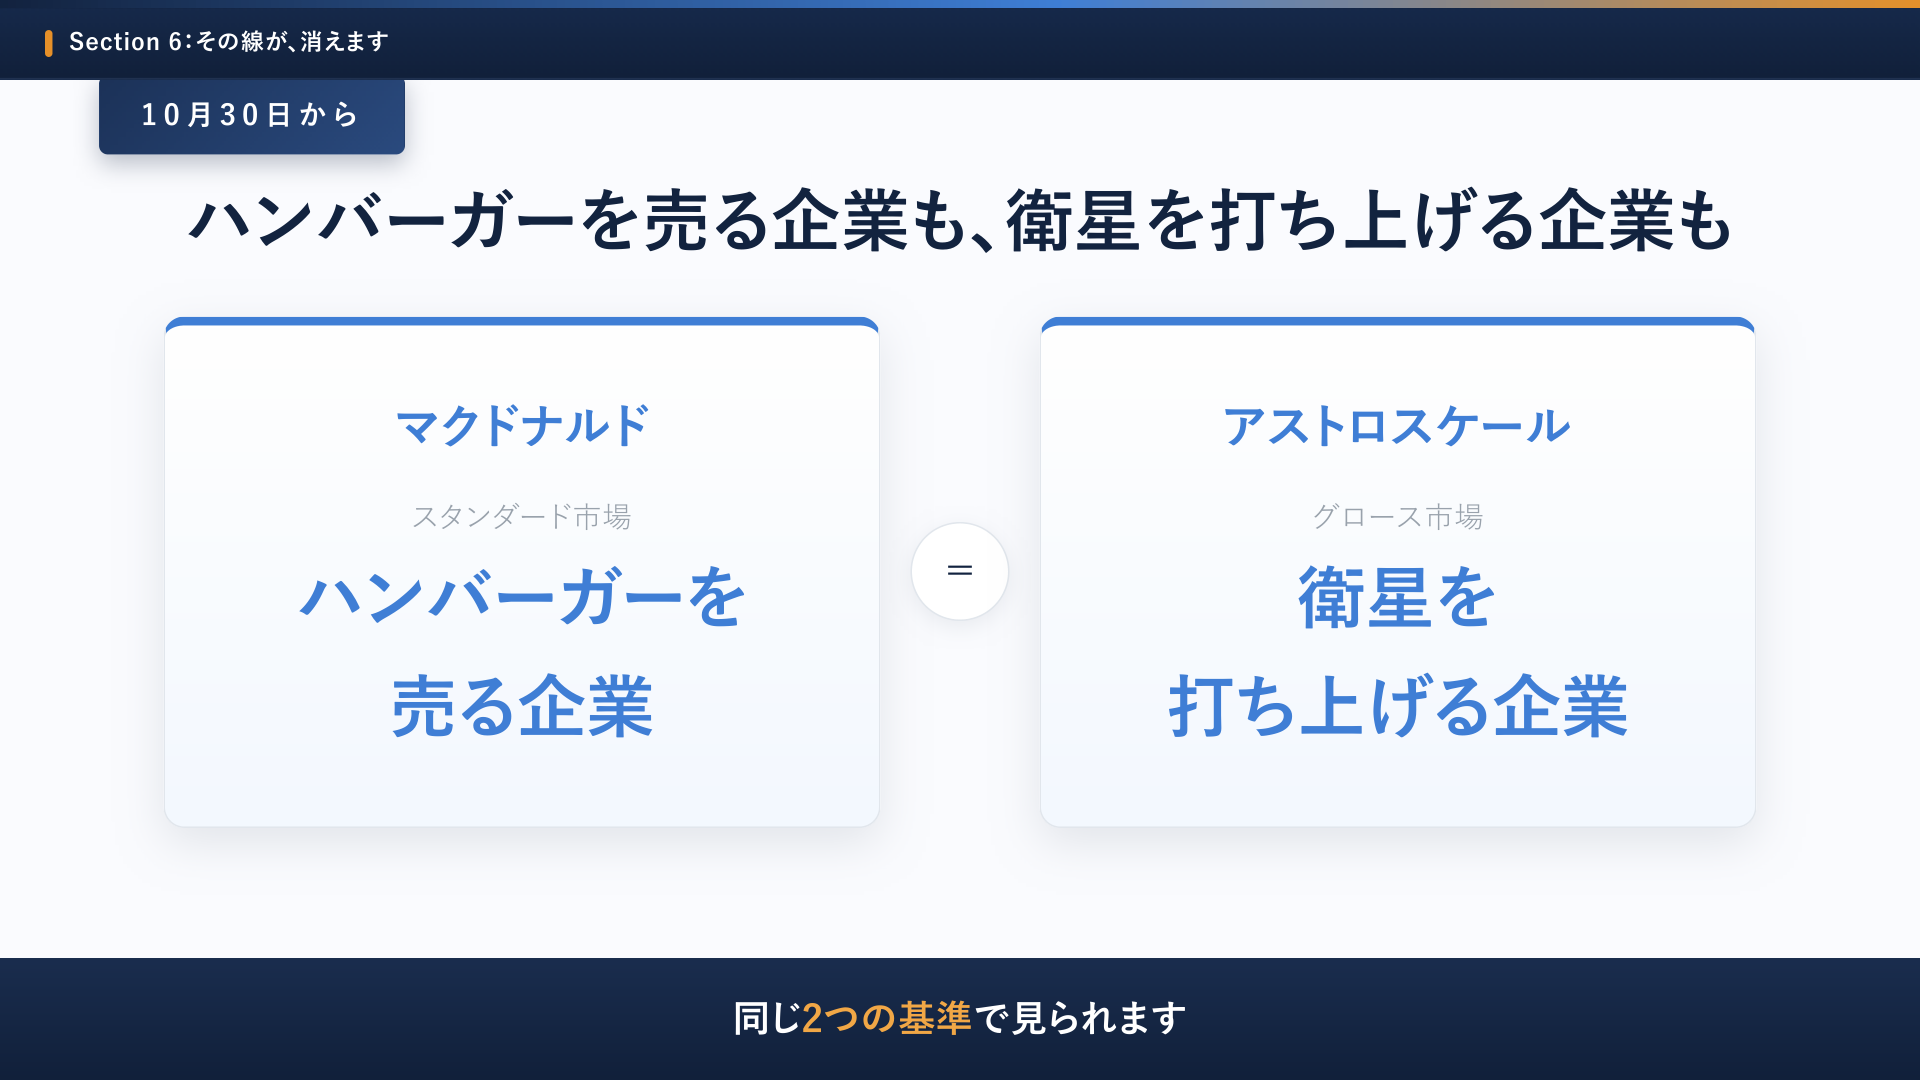 Section 6：その線が、消えます
10月30日から
ハンバーガーを売る企業も、衛星を打ち上げる企業も
マクドナルド
スタンダード市場
ハンバーガーを
売る企業
＝
アストロスケール
グロース市場
衛星を
打ち上げる企業
同じ2つの基準で見られます